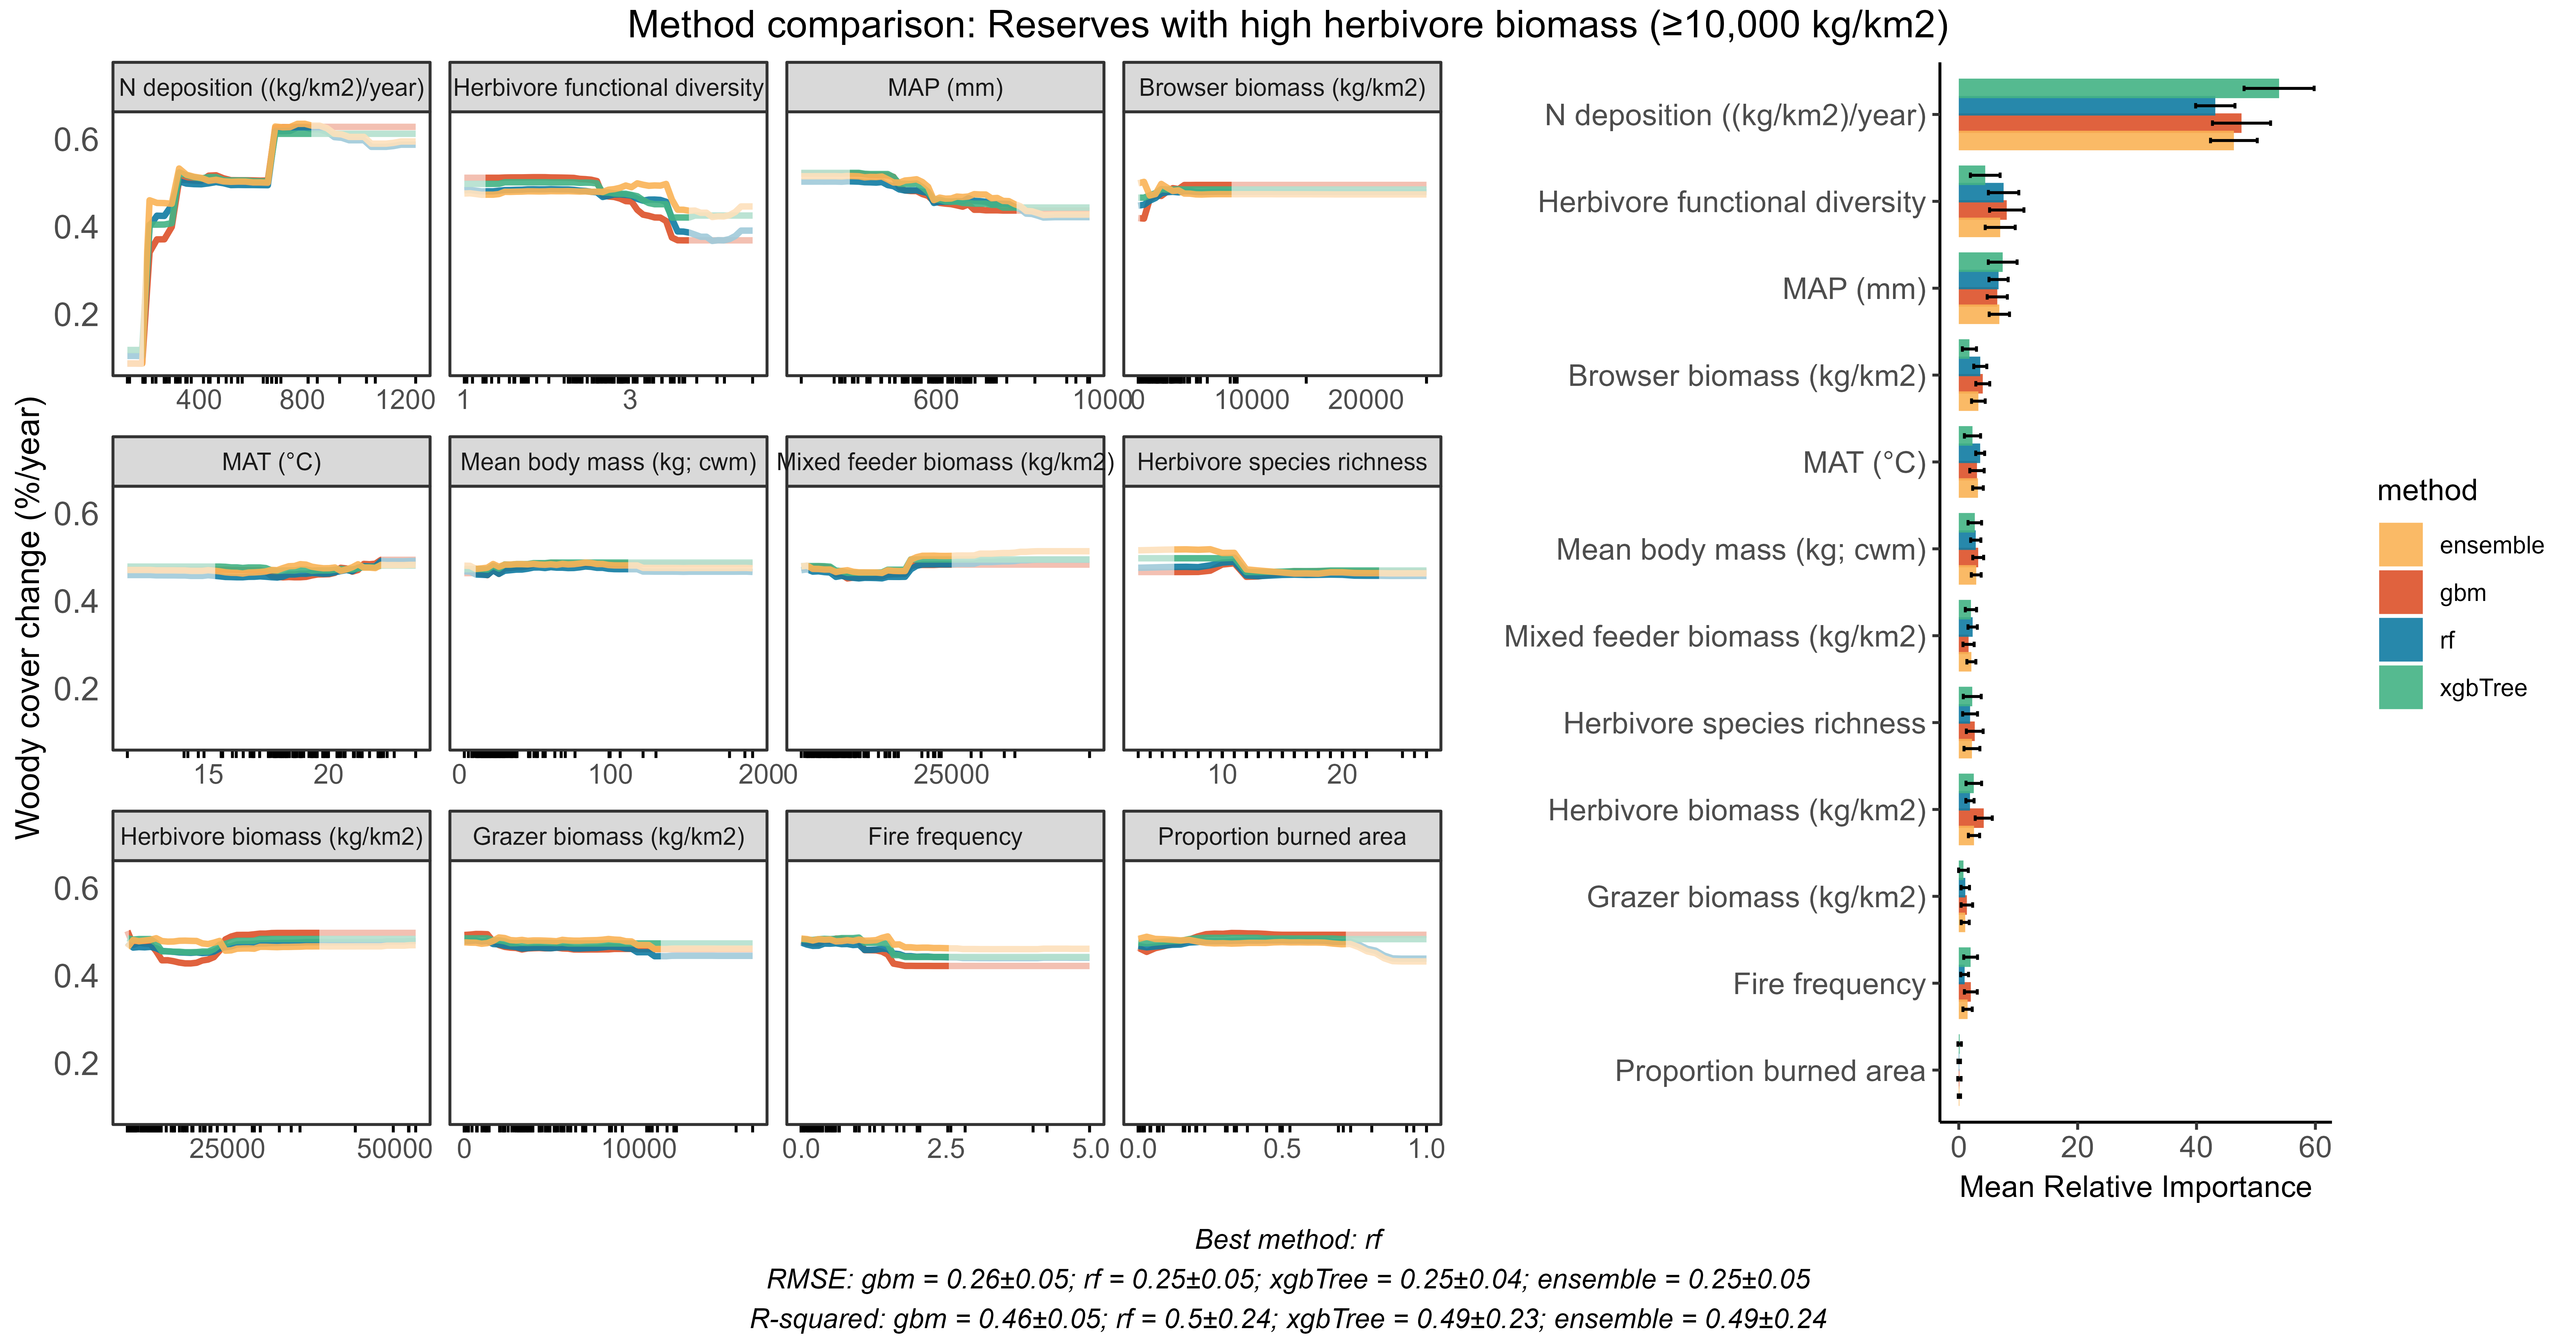 Method comparison: Reserves with high herbivore biomass (≥10,000 kg/km2)
Woody cover change (%/year)
N deposition ((kg/km2)/year)
Herbivore functional diversity
MAP (mm)
Browser biomass (kg/km2)
0.6
0.4
0.2
400 800 1200
1 3
600 1000
0 10000 20000
MAT (°C)
Mean body mass (kg; cwm)
Mixed feeder biomass (kg/km2)
Herbivore species richness
0.6
0.4
0.2
15 20
0 100 200
0 25000
10 20
Herbivore biomass (kg/km2)
Grazer biomass (kg/km2)
Fire frequency
Proportion burned area
0.6
0.4
0.2
25000 50000
0 10000
0.0 2.5 5.0
0.0 0.5 1.0
N deposition ((kg/km2)/year)
Herbivore functional diversity
MAP (mm)
Browser biomass (kg/km2)
MAT (°C)
Mean body mass (kg; cwm)
Mixed feeder biomass (kg/km2)
Herbivore species richness
Herbivore biomass (kg/km2)
Grazer biomass (kg/km2)
Fire frequency
Proportion burned area
0 20 40 60
Mean Relative Importance
method
ensemble
gbm
rf
xgbTree
Best method: rf
RMSE: gbm = 0.26±0.05; rf = 0.25±0.05; xgbTree = 0.25±0.04; ensemble = 0.25±0.05
R-squared: gbm = 0.46±0.05; rf = 0.5±0.24; xgbTree = 0.49±0.23; ensemble = 0.49±0.24